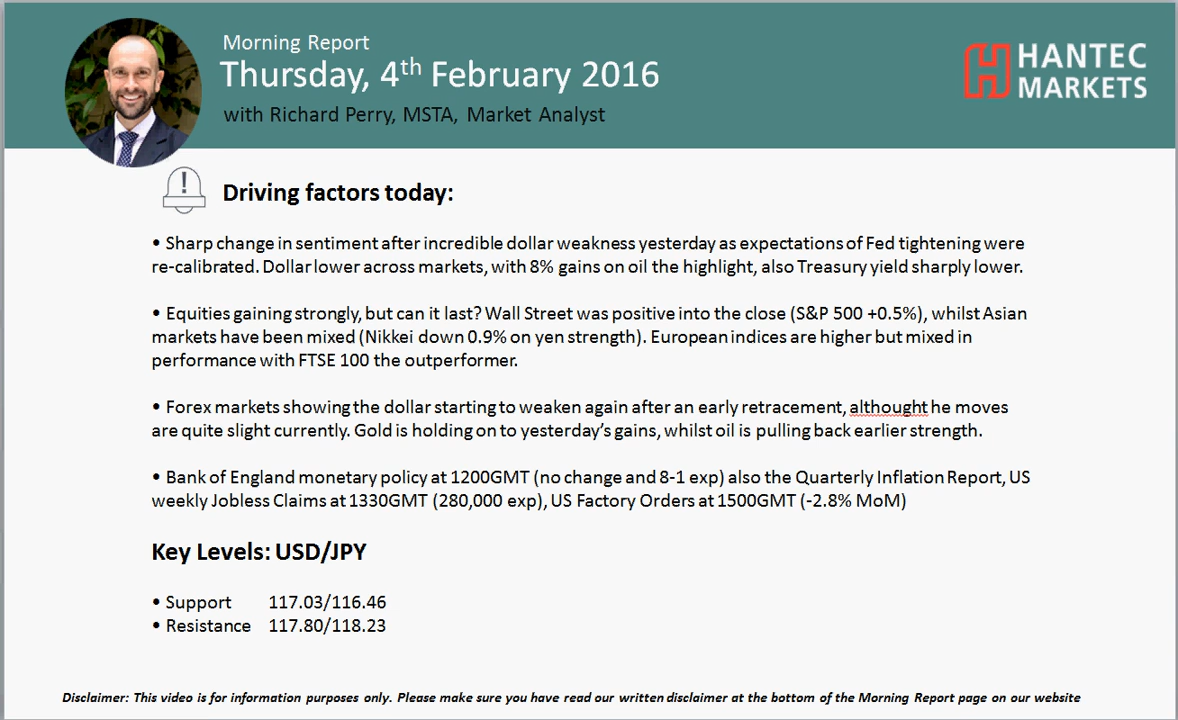 Morning Report
Thursday, 4th February 2016
with Richard Perry, MSTA, Market Analyst
HANTEC
MARKETS
Driving factors today:
• Sharp change in sentiment after incredible dollar weakness yesterday as expectations of Fed tightening were
re-calibrated. Dollar lower across markets, with 8% gains on oil the highlight, also Treasury yield sharply lower.
• Equities gaining strongly, but can it last? Wall Street was positive into the close (S&P 500 +0.5%), whilst Asian
markets have been mixed (Nikkei down 0.9% on yen strength). European indices are higher but mixed in
performance with FTSE 100 the outperformer.
• Forex markets showing the dollar starting to weaken again after an early retracement, althought he moves
are quite slight currently. Gold is holding on to yesterday's gains, whilst oil is pulling back earlier strength.
• Bank of England monetary policy at 1200GMT (no change and 8-1 exp) also the Quarterly Inflation Report, US
weekly Jobless Claims at 1330GMT (280,000 exp), US Factory Orders at 1500GMT (-2.8% MoM)
Key Levels: USD/JPY
• Support 117.03/116.46
• Resistance 117.80/118.23
Disclaimer: This video is for information purposes only. Please make sure you have read our written disclaimer at the bottom of the Morning Report page on our website